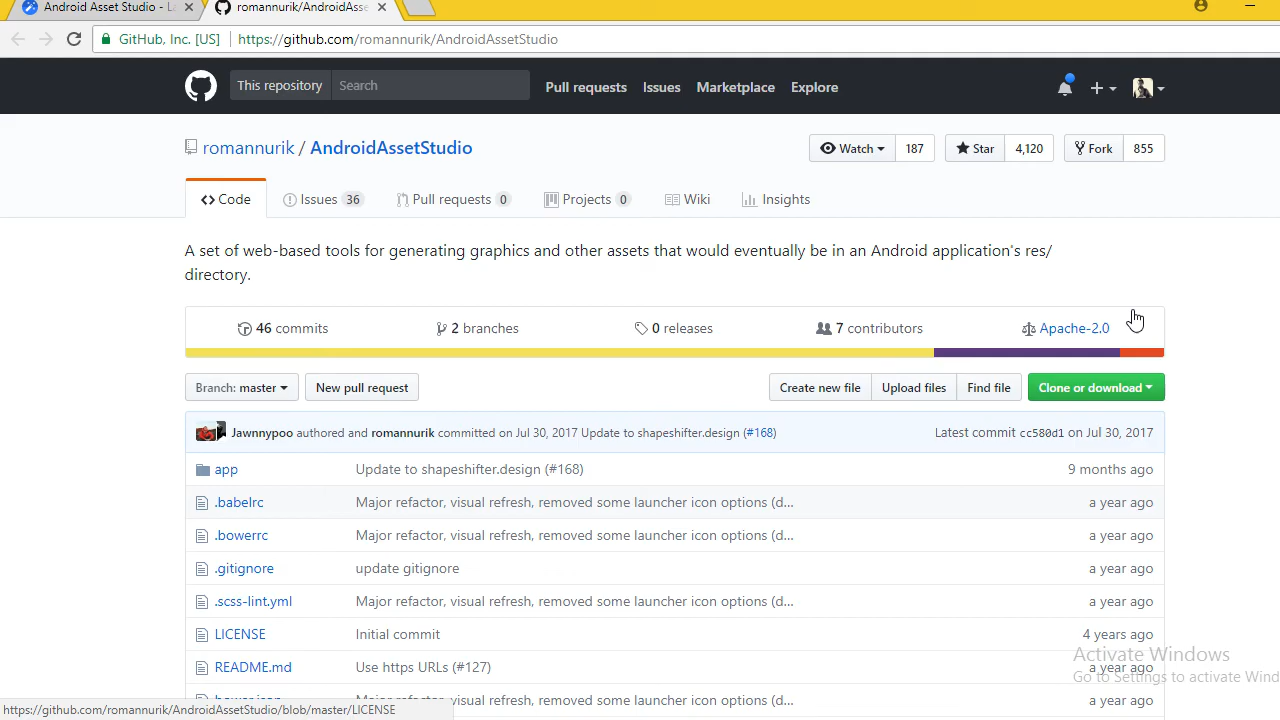 Android Asset Studio - romannurik/AndroidAsse
GitHub, Inc. [US] https://github.com/romannurik/AndroidAssetStudio
This repository Search Pull requests Issues Marketplace Explore
romannurik / AndroidAssetStudio Watch 187 Star 4,120 Fork 855
Code Issues 36 Pull requests 0 Projects 0 Wiki Insights
A set of web-based tools for generating graphics and other assets that would eventually be in an Android application's res/
directory.
46 commits 2 branches 0 releases 7 contributors Apache-2.0
Branch: master New pull request Create new file Upload files Find file Clone or download
Jawnnypoo authored and romannurik committed on Jul 30, 2017 Update to shapeshifter.design (#168) Latest commit cc580d1 on Jul 30, 2017
app Update to shapeshifter.design (#168) 9 months ago
.babelrc Major refactor, visual refresh, removed some launcher icon options (d... a year ago
.bowerrc Major refactor, visual refresh, removed some launcher icon options (d... a year ago
.gitignore update gitignore a year ago
.scss-lint.yml Major refactor, visual refresh, removed some launcher icon options (d... a year ago
LICENSE Initial commit 4 years ago
README.md Use https URLs (#127) a year ago
bower.json Major refactor, visual refresh, removed some launcher icon options (d... a year ago
Activate Windows
Go to Settings to activate Wind
https://github.com/romannurik/AndroidAssetStudio/blob/master/LICENSE